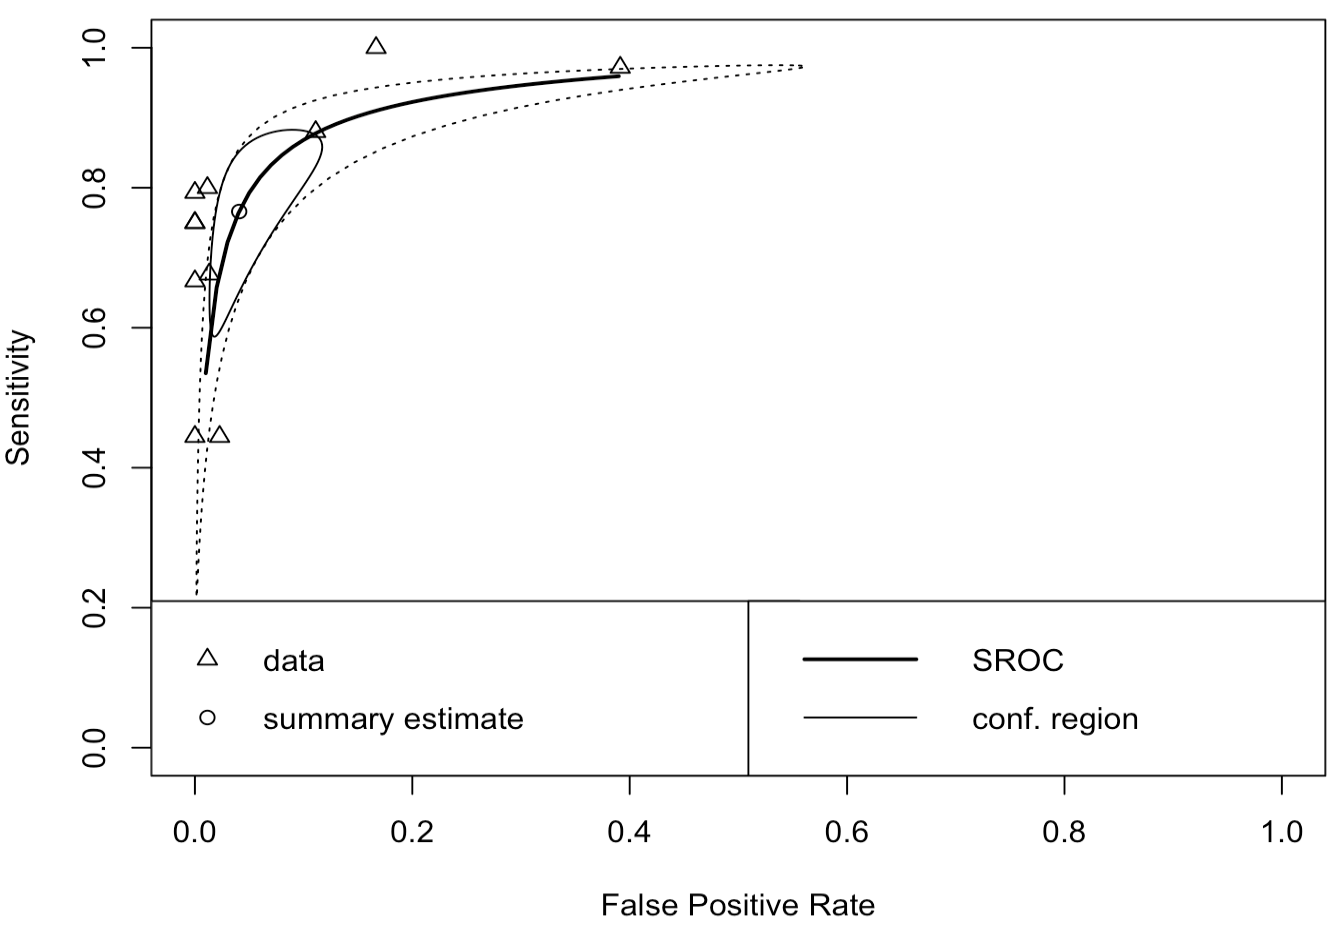 1.0
0.8
0.6
0.4
0.2
0.0
Sensitivity
data
summary estimate
SROC
conf. region
0.0 0.2 0.4 0.6 0.8 1.0
False Positive Rate